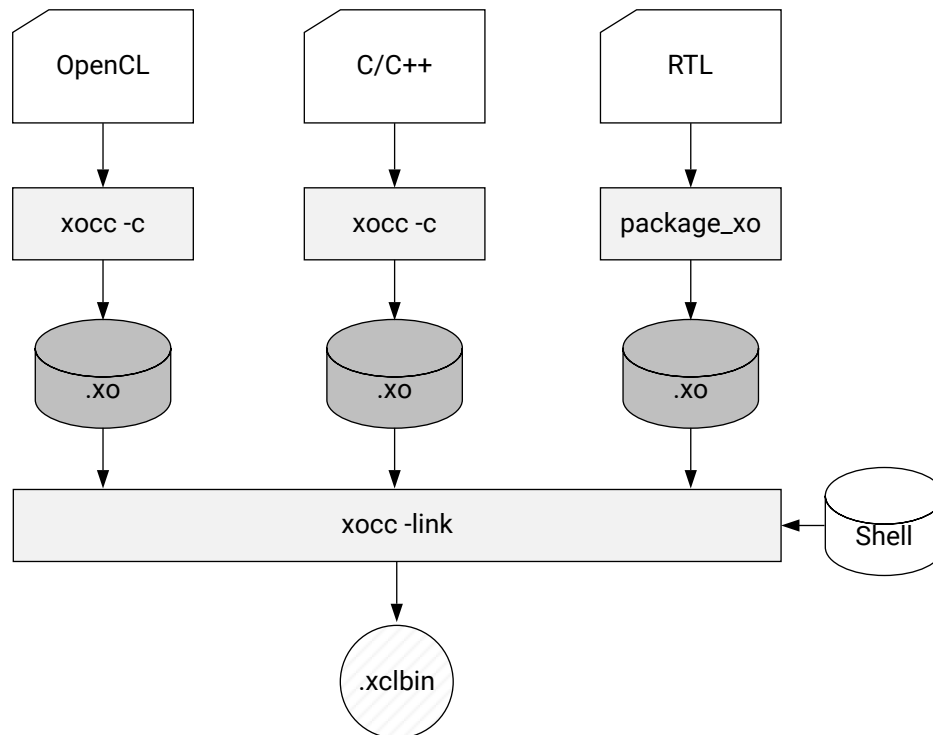 OpenCL
C/C++
RTL
xocc -c
xocc -c
package_xo
.xo
.xo
.xo
xocc -link
Shell
.xclbin